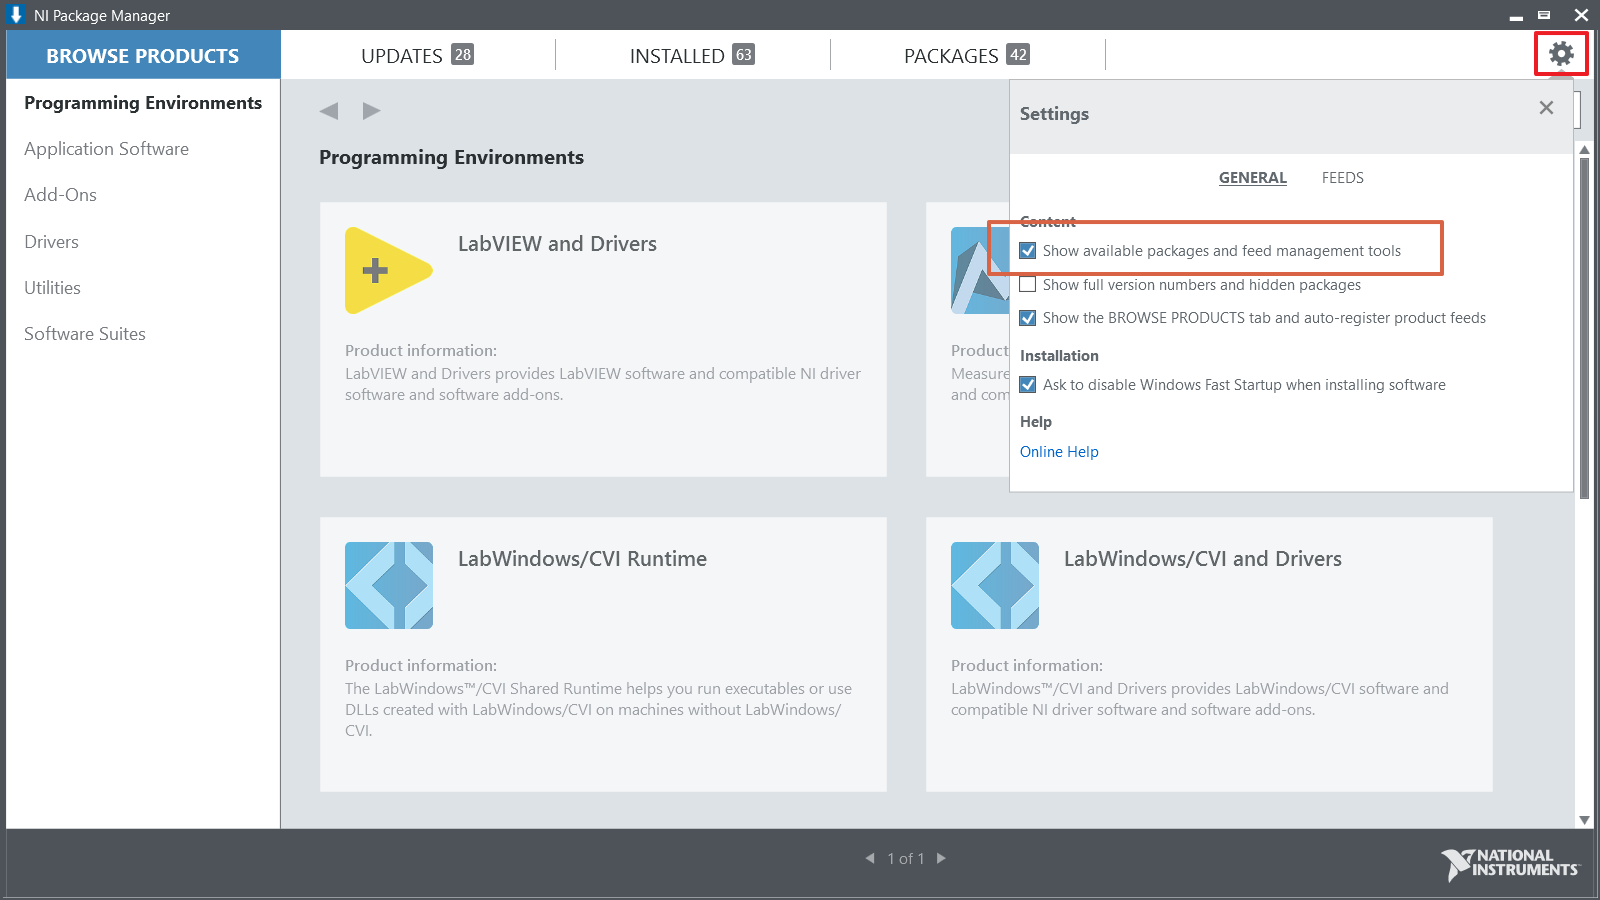 NI Package Manager
BROWSE PRODUCTS
UPDATES 28
INSTALLED 63
PACKAGES 42
Programming Environments
Application Software
Add-Ons
Drivers
Utilities
Software Suites
Programming Environments
LabVIEW and Drivers
Product information:
LabVIEW and Drivers provides LabVIEW software and compatible NI driver
software and software add-ons.
Product
Measure
and com
LabWindows/CVI Runtime
Product information:
The LabWindows™/CVI Shared Runtime helps you run executables or use
DLLs created with LabWindows/CVI on machines without LabWindows/
CVI.
LabWindows/CVI and Drivers
Product information:
LabWindows™/CVI and Drivers provides LabWindows/CVI software and
compatible NI driver software and software add-ons.
Settings
GENERAL
FEEDS
Content
Show available packages and feed management tools
Show full version numbers and hidden packages
Show the BROWSE PRODUCTS tab and auto-register product feeds
Installation
Ask to disable Windows Fast Startup when installing software
Help
Online Help
1 of 1
NATIONAL
INSTRUMENTS